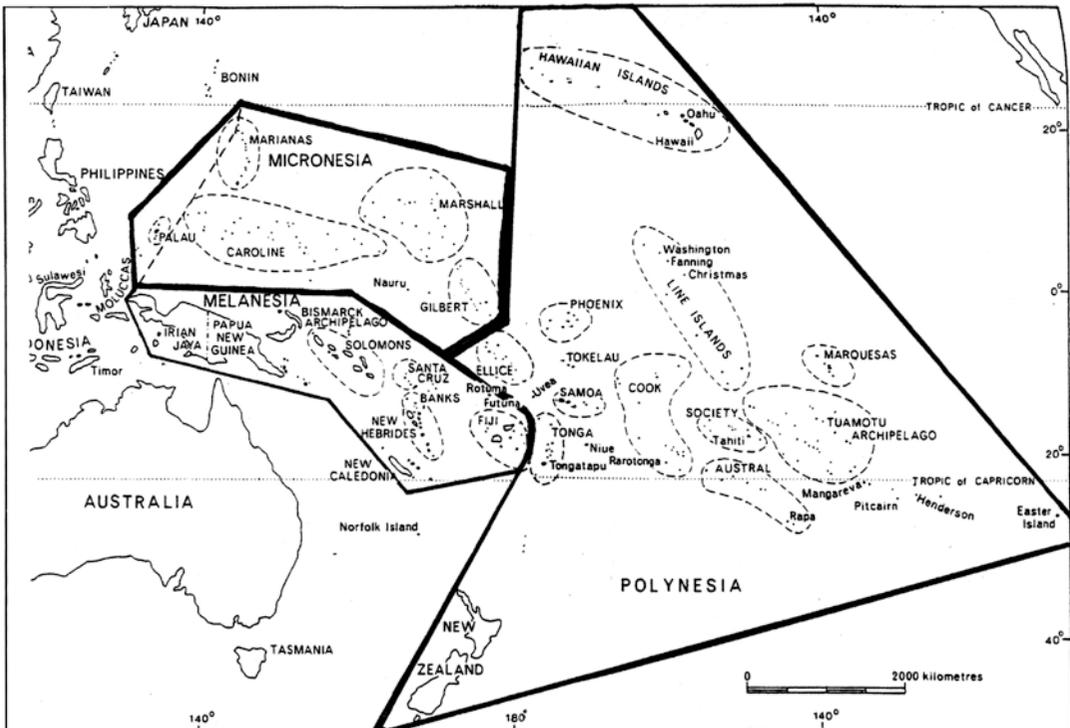 JAPAN
140°
140°
BONIN
TAIWAN
HAWAIIAN ISLANDS
TROPIC of CANCER
Oahu
20°
Hawaii
MARIANAS
MICRONESIA
PHILIPPINES
MARSHALL
PALAU
CAROLINE
Washington
Fanning
Christmas
Sulawesi
MOLUCCAS
Nauru
GILBERT
LINE ISLANDS
0°
MELANESIA
BISMARCK
ARCHIPELAGO
PHOENIX
IRIAN
JAYA
PAPUA
NEW
GUINEA
SOLOMONS
DONESIA
Timor
ELLICE
TOKELAU
MARQUESAS
SANTA
CRUZ
Rotuma
Uvea
SAMOA
COOK
BANKS
Futuna
NEW
HEBRIDES
FIJI
TONGA
SOCIETY
Tahiti
TUAMOTU
ARCHIPELAGO
Niue
Rarotonga
Tongatapu
20°
NEW
CALEDONIA
AUSTRAL
TROPIC of CAPRICORN
Mangareva
Pitcairn
Henderson
Rapa
Easter
Island
AUSTRALIA
Norfolk Island
POLYNESIA
NEW
ZEALAND
40°
TASMANIA
0
2000 kilometres
140°
180°
140°